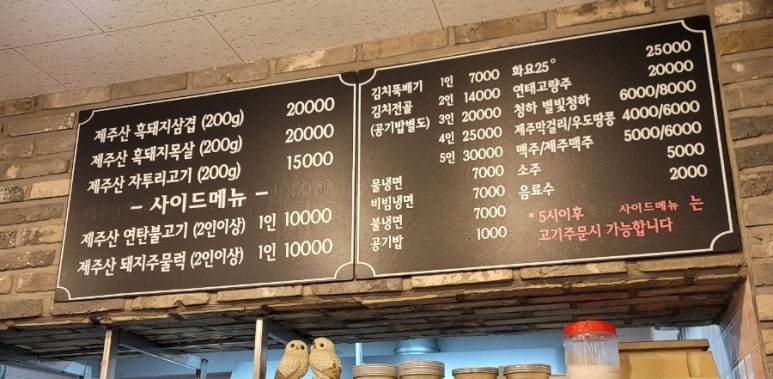 제주산 흑돼지삼겹 (200g) 20000
제주산 흑돼지목살 (200g) 20000
제주산 자투리고기 (200g) 15000
- 사이드메뉴 -
제주산 연탄불고기 (2인이상) 1인 10000
제주산 돼지주물럭 (2인이상) 1인 10000
김치뚝배기 1인 7000
김치전골 2인 14000
(공기밥별도) 3인 20000
4인 25000
5인 30000
물냉면 7000
비빔냉면 7000
불냉면 7000
공기밥 1000
화요25° 25000
연태고량주 20000
청하 별빛청하 6000/8000
제주막걸리/우도땅콩 4000/6000
맥주/제주맥주 5000/6000
소주 5000
음료수 2000
* 5시이후 사이드메뉴 는
고기주문시 가능합니다